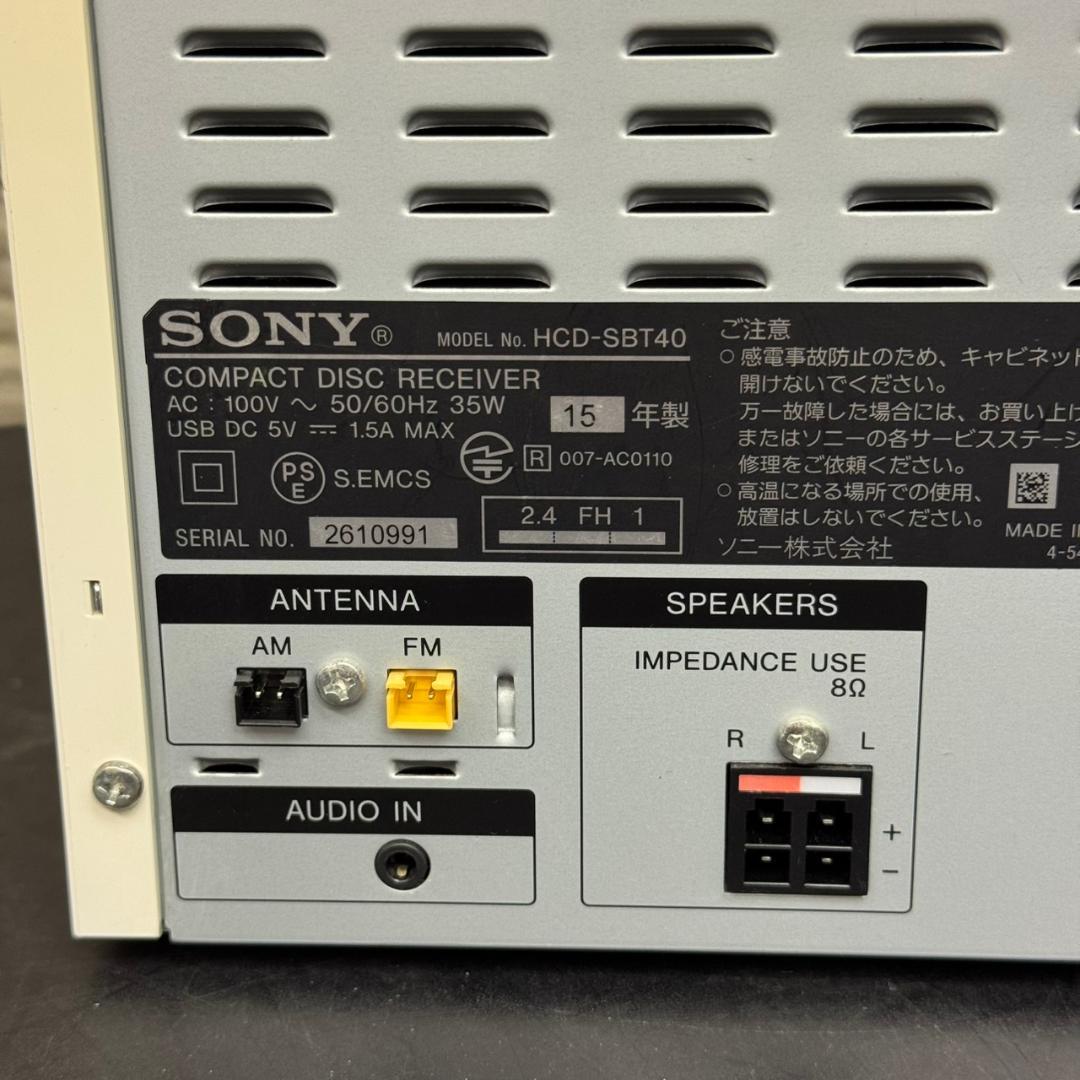 SONY®
MODEL No. HCD-SBT40
COMPACT DISC RECEIVER
AC : 100V ～ 50/60Hz 35W
15 年製
USB DC 5V ⎓ 1.5A MAX
R 007-AC0110
PSE S.EMCS
2.4 FH 1
SERIAL NO. 2610991
ご注意
○ 感電事故防止のため、キャビネット
開けないでください。
万一故障した場合には、お買い上げ
またはソニーの各サービスステーシ
修理をご依頼ください。
○ 高温になる場所での使用、
放置はしないでください。
ソニー株式会社
MADE
4-54
ANTENNA
AM FM
AUDIO IN
SPEAKERS
IMPEDANCE USE
8Ω
R L
+
−